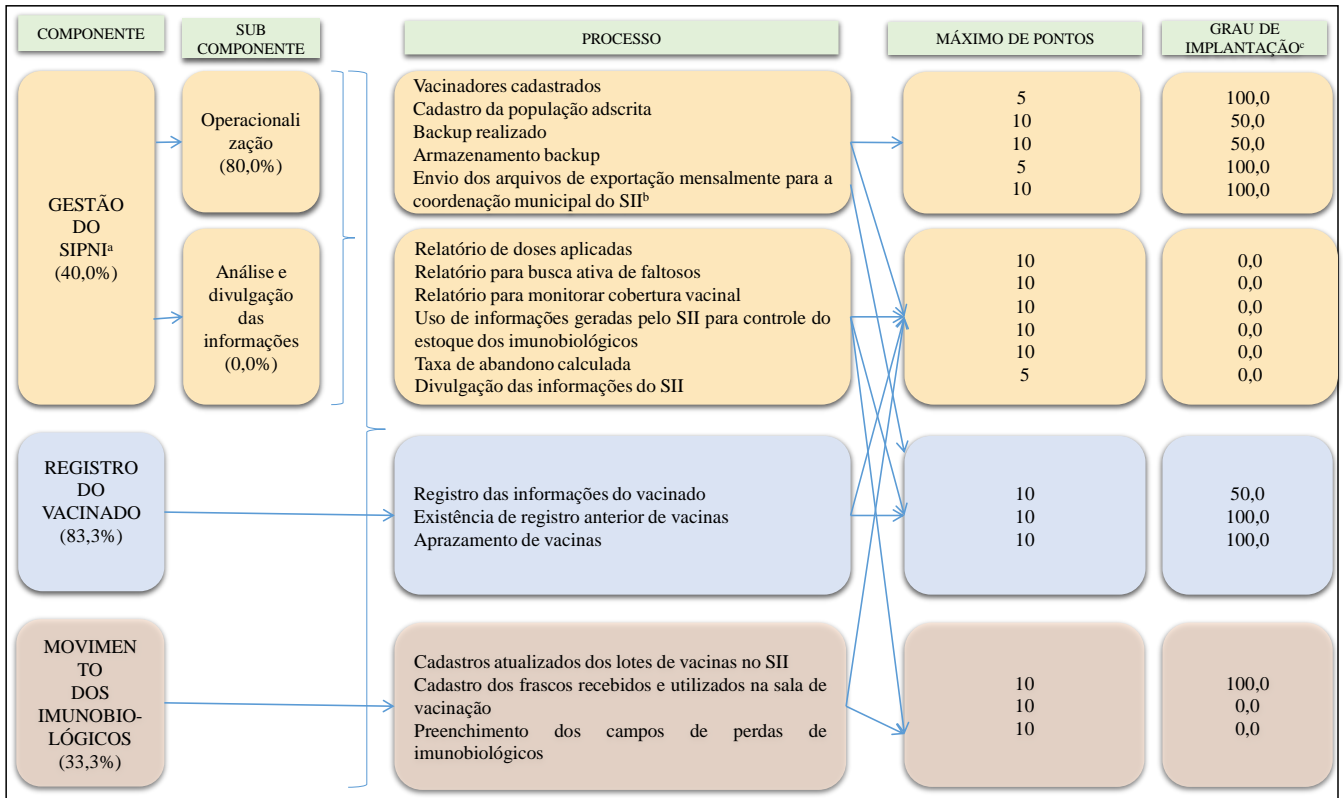 COMPONENTE
SUB
COMPONENTE
PROCESSO
MÁXIMO DE PONTOS
GRAU DE
IMPLANTAÇÃOᶜ
GESTÃO
DO
SIPNIᵃ
(40,0%)
Operacionali
zação
(80,0%)
Vacinadores cadastrados
Cadastro da população adscrita
Backup realizado
Armazenamento backup
Envio dos arquivos de exportação mensalmente para a
coordenação municipal do SIIᵇ
5
10
10
5
10
100,0
50,0
50,0
100,0
100,0
Análise e
divulgação
das
informações
(0,0%)
Relatório de doses aplicadas
Relatório para busca ativa de faltosos
Relatório para monitorar cobertura vacinal
Uso de informações geradas pelo SII para controle do
estoque dos imunobiológicos
Taxa de abandono calculada
Divulgação das informações do SII
10
10
10
10
10
5
0,0
0,0
0,0
0,0
0,0
0,0
REGISTRO
DO
VACINADO
(83,3%)
Registro das informações do vacinado
Existência de registro anterior de vacinas
Aprazamento de vacinas
10
10
10
50,0
100,0
100,0
MOVIMEN
TO
DOS
IMUNOBIO-
LÓGICOS
(33,3%)
Cadastros atualizados dos lotes de vacinas no SII
Cadastro dos frascos recebidos e utilizados na sala de
vacinação
Preenchimento dos campos de perdas de
imunobiológicos
10
10
10
100,0
0,0
0,0